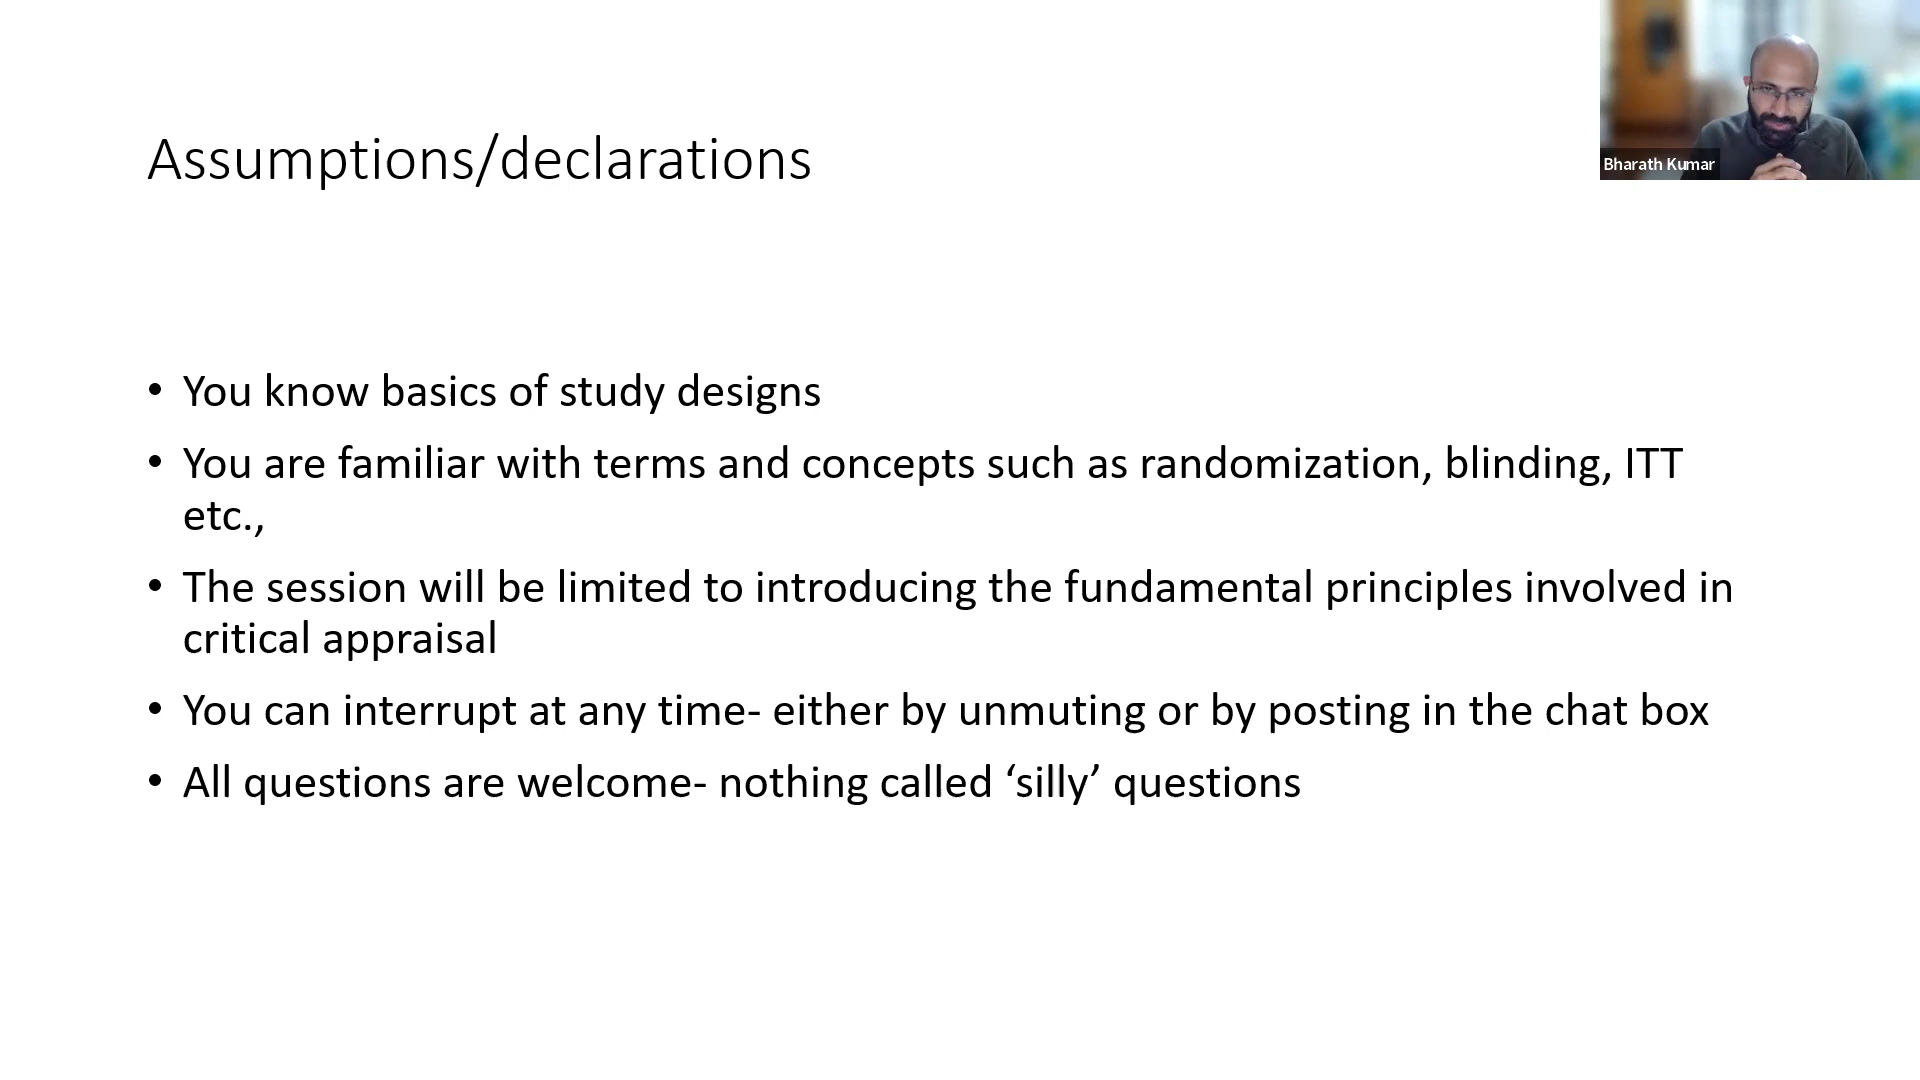 Assumptions/declarations
Bharath Kumar
• You know basics of study designs
• You are familiar with terms and concepts such as randomization, blinding, ITT
etc.,
• The session will be limited to introducing the fundamental principles involved in
critical appraisal
• You can interrupt at any time- either by unmuting or by posting in the chat box
• All questions are welcome- nothing called ‘silly’ questions